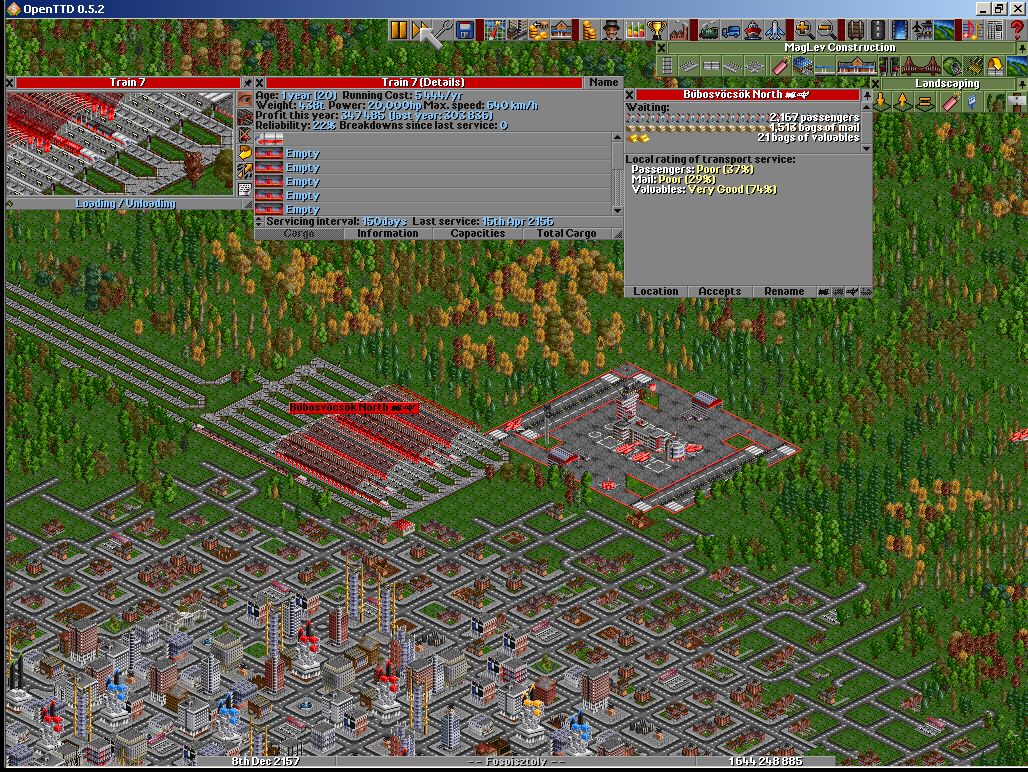 OpenTTD 0.5.2
MagLev Construction
Landscaping
Train 7
Loading / Unloading
Train 7 (Details)
Name
Age: 1 year (20) Running Cost: 5,444/yr
Weight: 438t Power: 20,000hp Max. speed: 640 km/h
Profit this year: 347 485 (last year: 303 836)
Reliability: 22% Breakdowns since last service: 0
Empty
Empty
Empty
Empty
Empty
Servicing interval: 150days Last service: 15th Apr 2156
Cargo Information Capacities Total Cargo
Bübosvöcsök North
Waiting:
2,167 passengers
1,513 bags of mail
21 bags of valuables
Local rating of transport service:
Passengers: Poor (37%)
Mail: Poor (29%)
Valuables: Very Good (74%)
Location Accepts Rename
Bübosvöcsök North
8th Dec 2157
-- Fospisztoly --
1 644 248 885